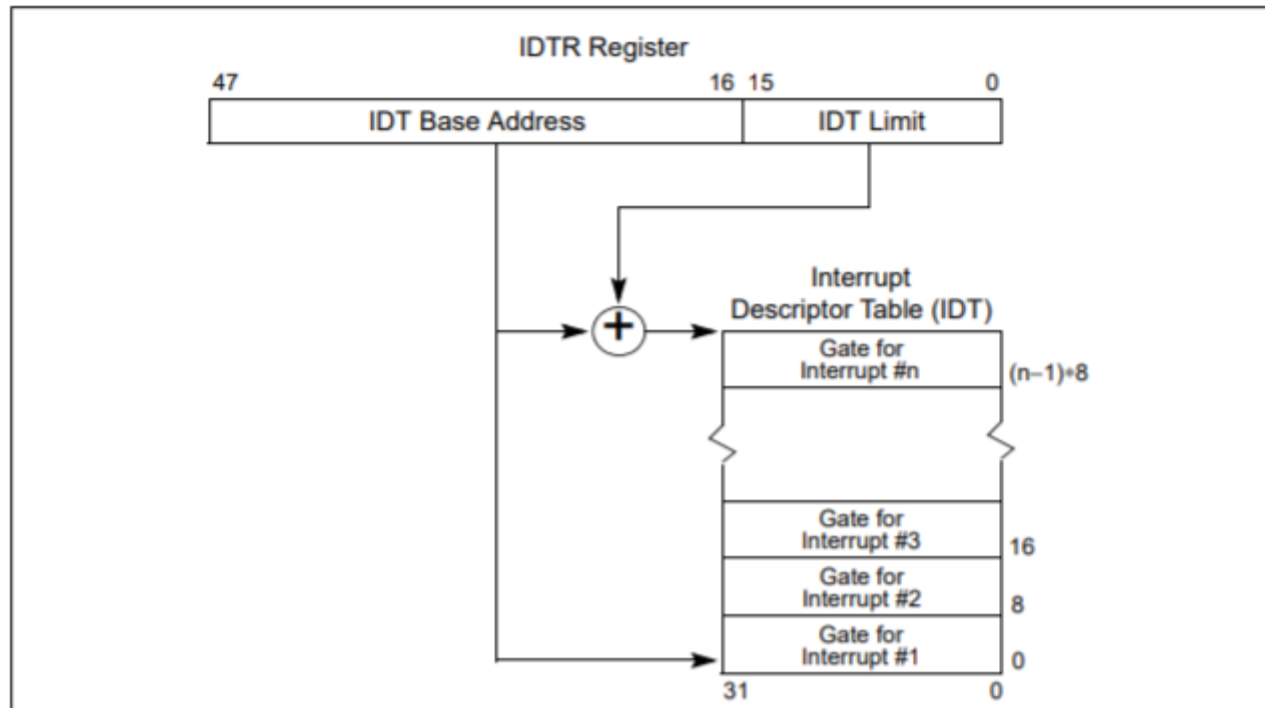 IDTR Register
47 16 15 0
IDT Base Address IDT Limit
+
Interrupt
Descriptor Table (IDT)
Gate for
Interrupt #n
(n−1)∗8
Gate for
Interrupt #3
16
Gate for
Interrupt #2
8
Gate for
Interrupt #1
0
31 0